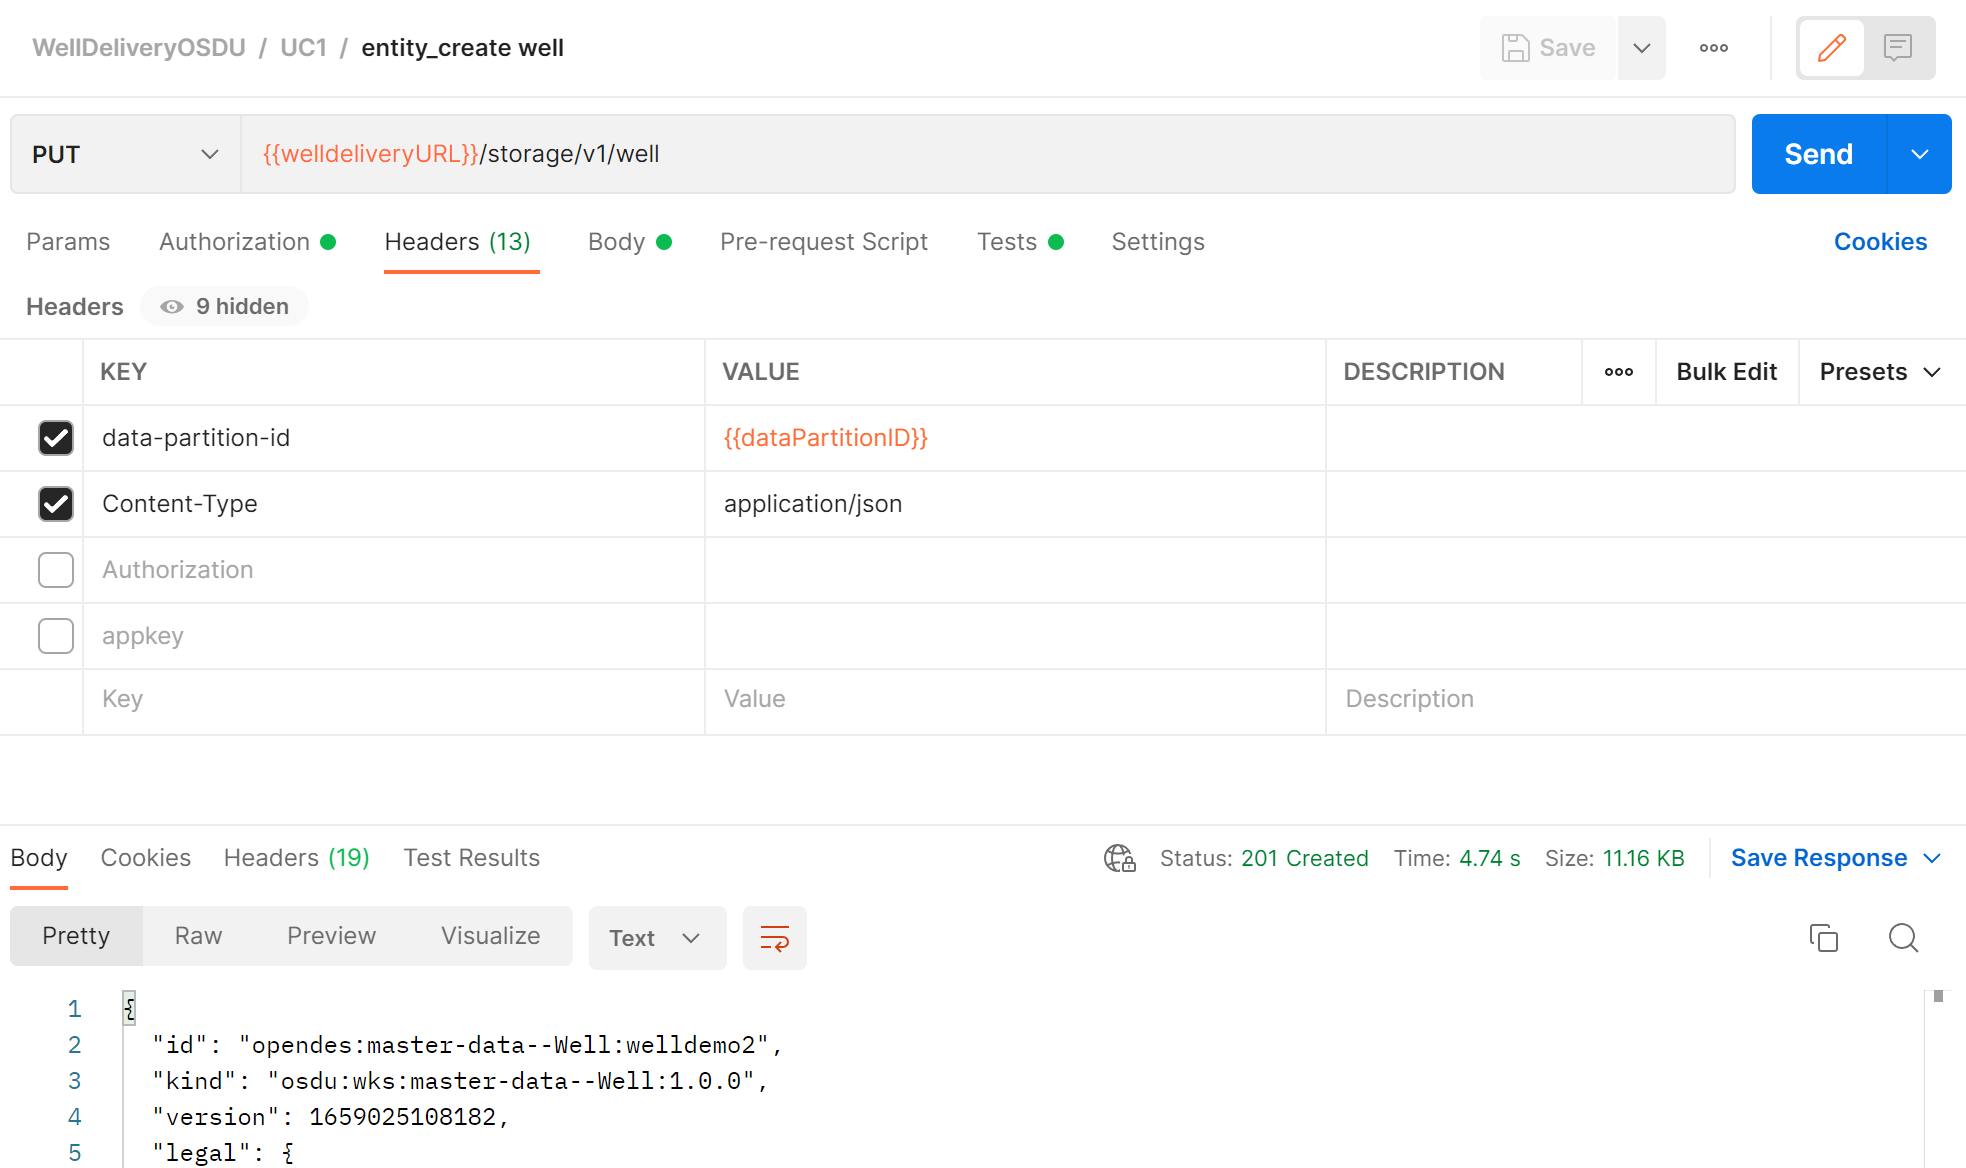 WellDeliveryOSDU / UC1 / entity_create well
Save
PUT
{{welldeliveryURL}}/storage/v1/well
Send
Params Authorization Headers (13) Body Pre-request Script Tests Settings Cookies
Headers 9 hidden
KEY VALUE DESCRIPTION Bulk Edit Presets
data-partition-id {{dataPartitionID}}
Content-Type application/json
Authorization
appkey
Key Value Description
Body Cookies Headers (19) Test Results Status: 201 Created Time: 4.74 s Size: 11.16 KB Save Response
Pretty Raw Preview Visualize Text
1 {
2 "id": "opendes:master-data--Well:welldemo2",
3 "kind": "osdu:wks:master-data--Well:1.0.0",
4 "version": 1659025108182,
5 "legal": {